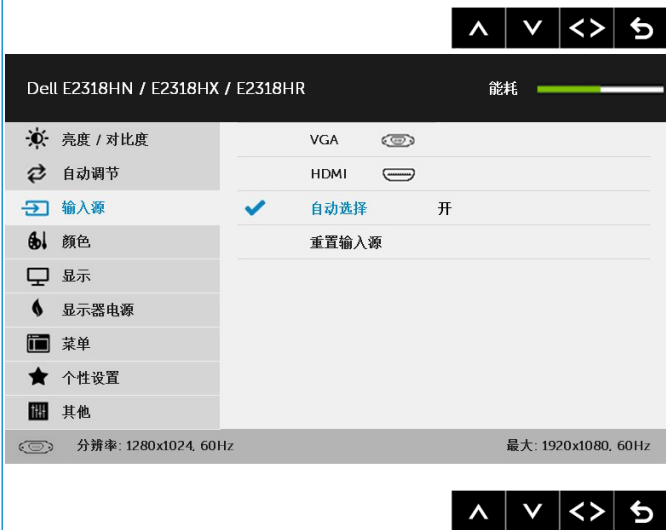 Dell E2318HN / E2318HX / E2318HR 能耗
亮度 / 对比度
自动调节
输入源
颜色
显示
显示器电源
菜单
个性设置
其他
VGA
HDMI
自动选择 开
重置输入源
分辨率: 1280x1024, 60Hz 最大: 1920x1080, 60Hz